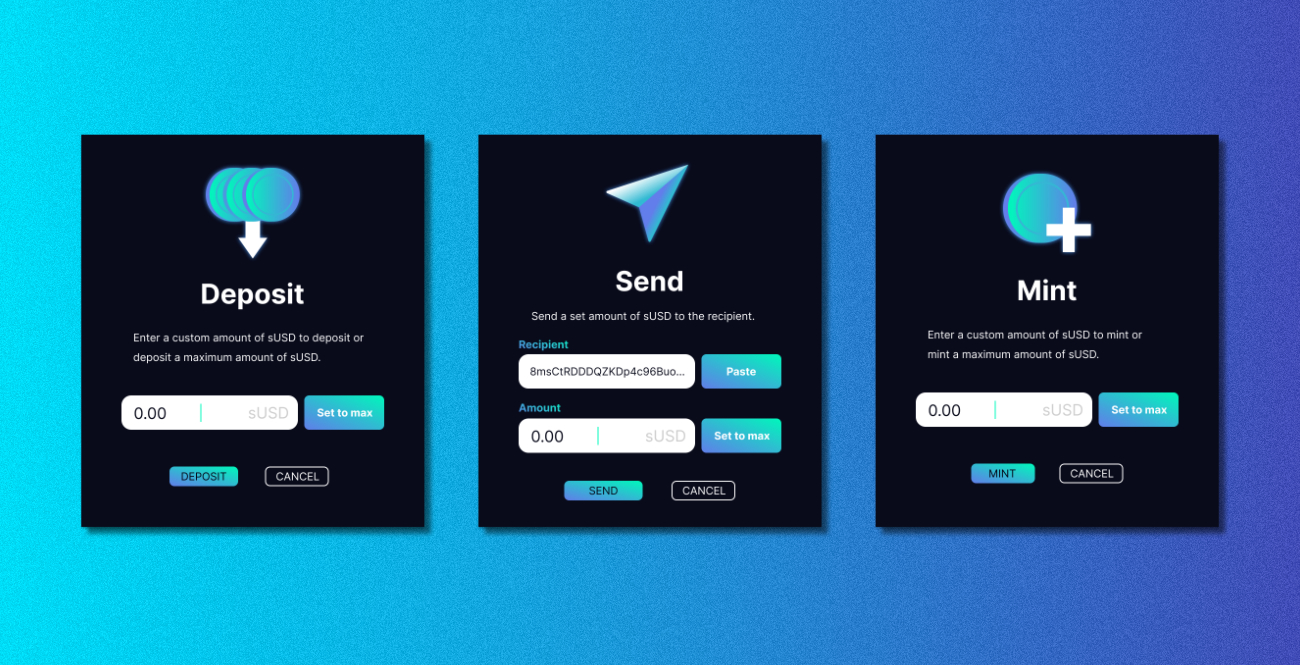 Deposit
Enter a custom amount of sUSD to deposit or
deposit a maximum amount of sUSD.
0.00 sUSD Set to max
DEPOSIT CANCEL
Send
Send a set amount of sUSD to the recipient.
Recipient
8msCtRDDDQZKDp4c96Buo... Paste
Amount
0.00 sUSD Set to max
SEND CANCEL
Mint
Enter a custom amount of sUSD to mint or
mint a maximum amount of sUSD.
0.00 sUSD Set to max
MINT CANCEL